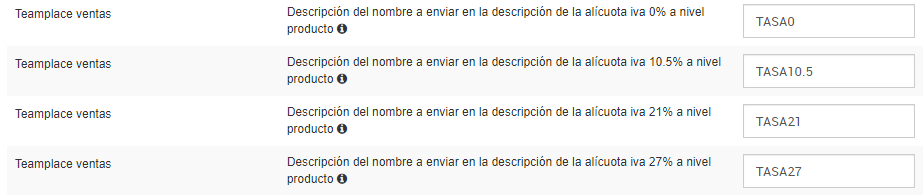 Teamplace ventas
Descripción del nombre a enviar en la descripción de la alícuota iva 0% a nivel
producto
TASA0
Teamplace ventas
Descripción del nombre a enviar en la descripción de la alícuota iva 10.5% a nivel
producto
TASA10.5
Teamplace ventas
Descripción del nombre a enviar en la descripción de la alícuota iva 21% a nivel
producto
TASA21
Teamplace ventas
Descripción del nombre a enviar en la descripción de la alícuota iva 27% a nivel
producto
TASA27